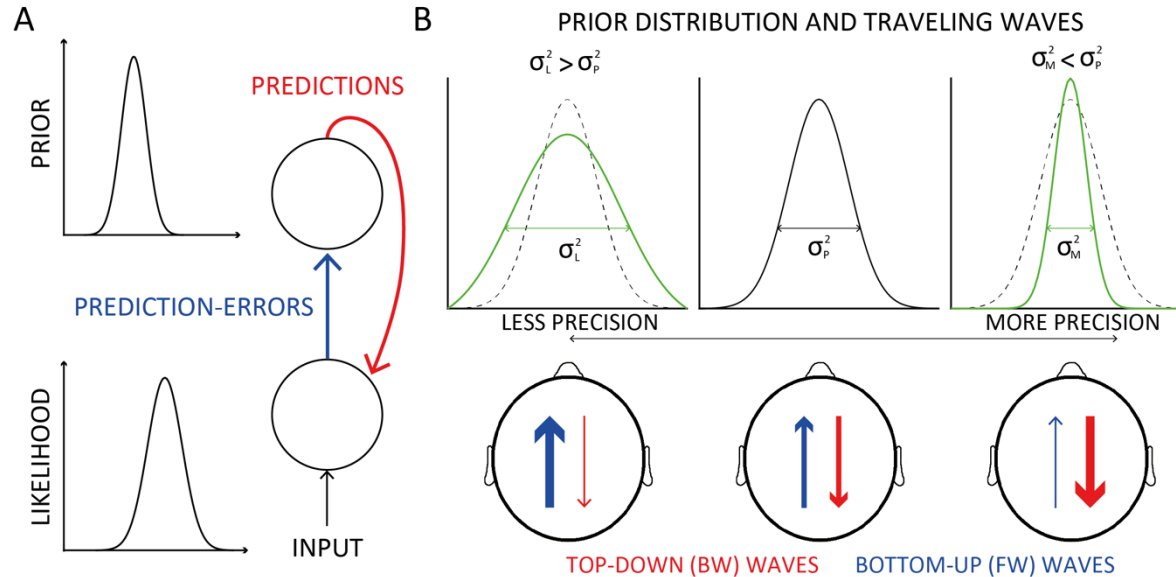 A
PRIOR
PREDICTIONS
PREDICTION-ERRORS
LIKELIHOOD
INPUT
B
PRIOR DISTRIBUTION AND TRAVELING WAVES
σ²L > σ²P
σ²M < σ²P
σ²L
σ²P
σ²M
LESS PRECISION
MORE PRECISION
TOP-DOWN (BW) WAVES
BOTTOM-UP (FW) WAVES